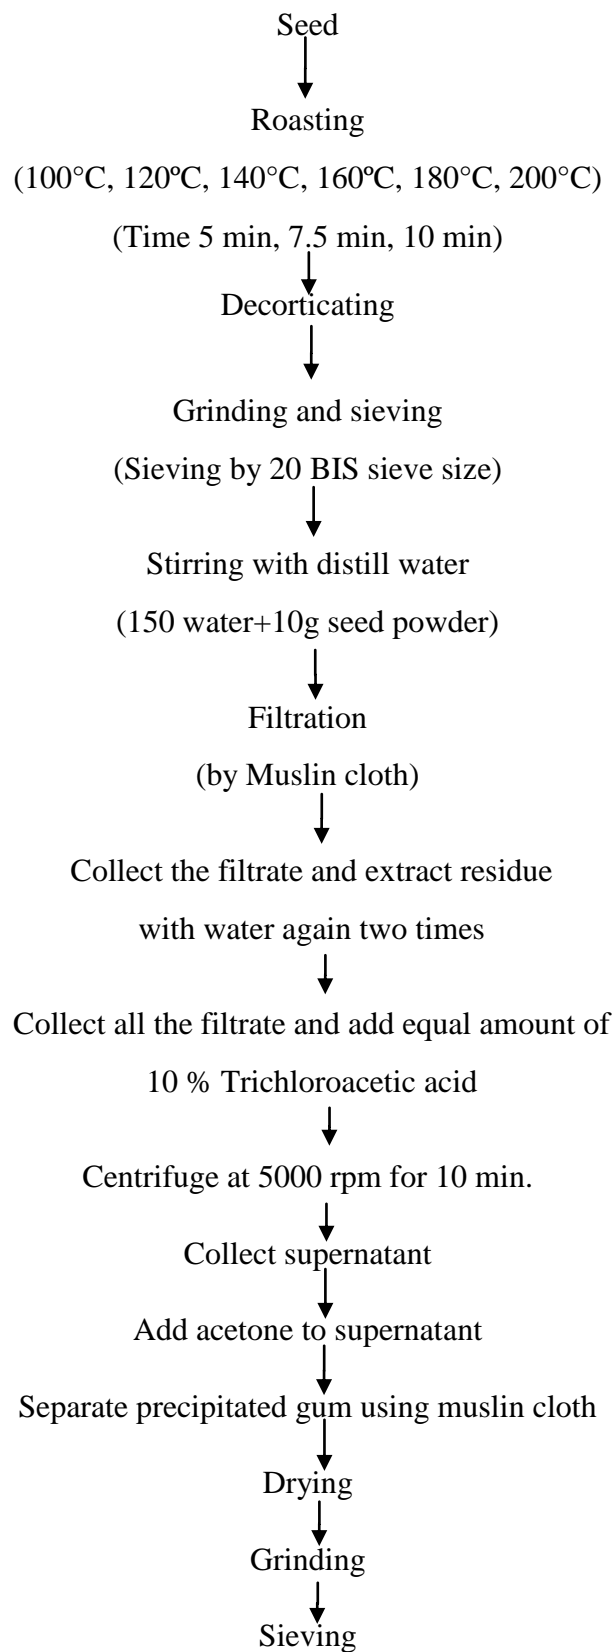 Seed
Roasting
(100°C, 120ºC, 140°C, 160ºC, 180°C, 200°C)
(Time 5 min, 7.5 min, 10 min)
Decorticating
Grinding and sieving
(Sieving by 20 BIS sieve size)
Stirring with distill water
(150 water+10g seed powder)
Filtration
(by Muslin cloth)
Collect the filtrate and extract residue
with water again two times
Collect all the filtrate and add equal amount of
10 % Trichloroacetic acid
Centrifuge at 5000 rpm for 10 min.
Collect supernatant
Add acetone to supernatant
Separate precipitated gum using muslin cloth
Drying
Grinding
Sieving